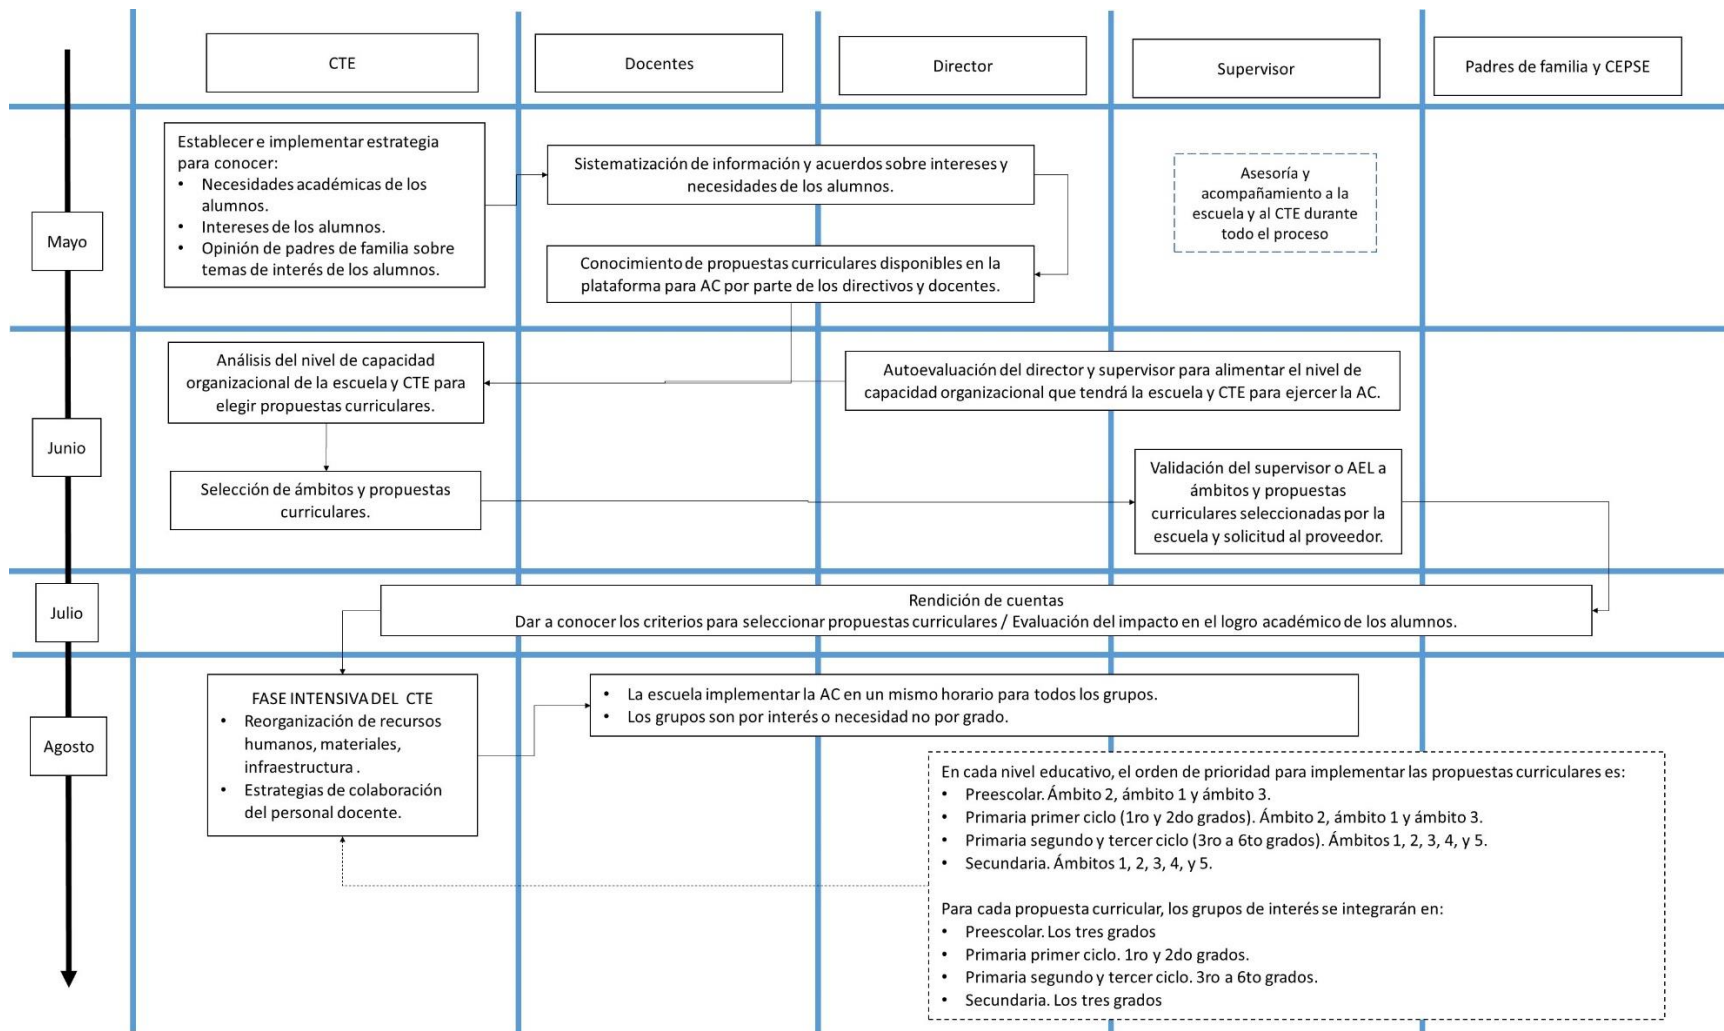 CTE
Docentes
Director
Supervisor
Padres de familia y CEPSE
Mayo
Establecer e implementar estrategia
para conocer:
• Necesidades académicas de los
alumnos.
• Intereses de los alumnos.
• Opinión de padres de familia sobre
temas de interés de los alumnos.
Sistematización de información y acuerdos sobre intereses y
necesidades de los alumnos.
Conocimiento de propuestas curriculares disponibles en la
plataforma para AC por parte de los directivos y docentes.
Asesoría y
acompañamiento a la
escuela y al CTE durante
todo el proceso
Junio
Análisis del nivel de capacidad
organizacional de la escuela y CTE para
elegir propuestas curriculares.
Autoevaluación del director y supervisor para alimentar el nivel de
capacidad organizacional que tendrá la escuela y CTE para ejercer la AC.
Selección de ámbitos y propuestas
curriculares.
Validación del supervisor o AEL a
ámbitos y propuestas
curriculares seleccionadas por la
escuela y solicitud al proveedor.
Julio
Rendición de cuentas
Dar a conocer los criterios para seleccionar propuestas curriculares / Evaluación del impacto en el logro académico de los alumnos.
Agosto
FASE INTENSIVA DEL CTE
• Reorganización de recursos
humanos, materiales,
infraestructura .
• Estrategias de colaboración
del personal docente.
• La escuela implementar la AC en un mismo horario para todos los grupos.
• Los grupos son por interés o necesidad no por grado.
En cada nivel educativo, el orden de prioridad para implementar las propuestas curriculares es:
• Preescolar. Ámbito 2, ámbito 1 y ámbito 3.
• Primaria primer ciclo (1ro y 2do grados). Ámbito 2, ámbito 1 y ámbito 3.
• Primaria segundo y tercer ciclo (3ro a 6to grados). Ámbitos 1, 2, 3, 4, y 5.
• Secundaria. Ámbitos 1, 2, 3, 4, y 5.
Para cada propuesta curricular, los grupos de interés se integrarán en:
• Preescolar. Los tres grados
• Primaria primer ciclo. 1ro y 2do grados.
• Primaria segundo y tercer ciclo. 3ro a 6to grados.
• Secundaria. Los tres grados